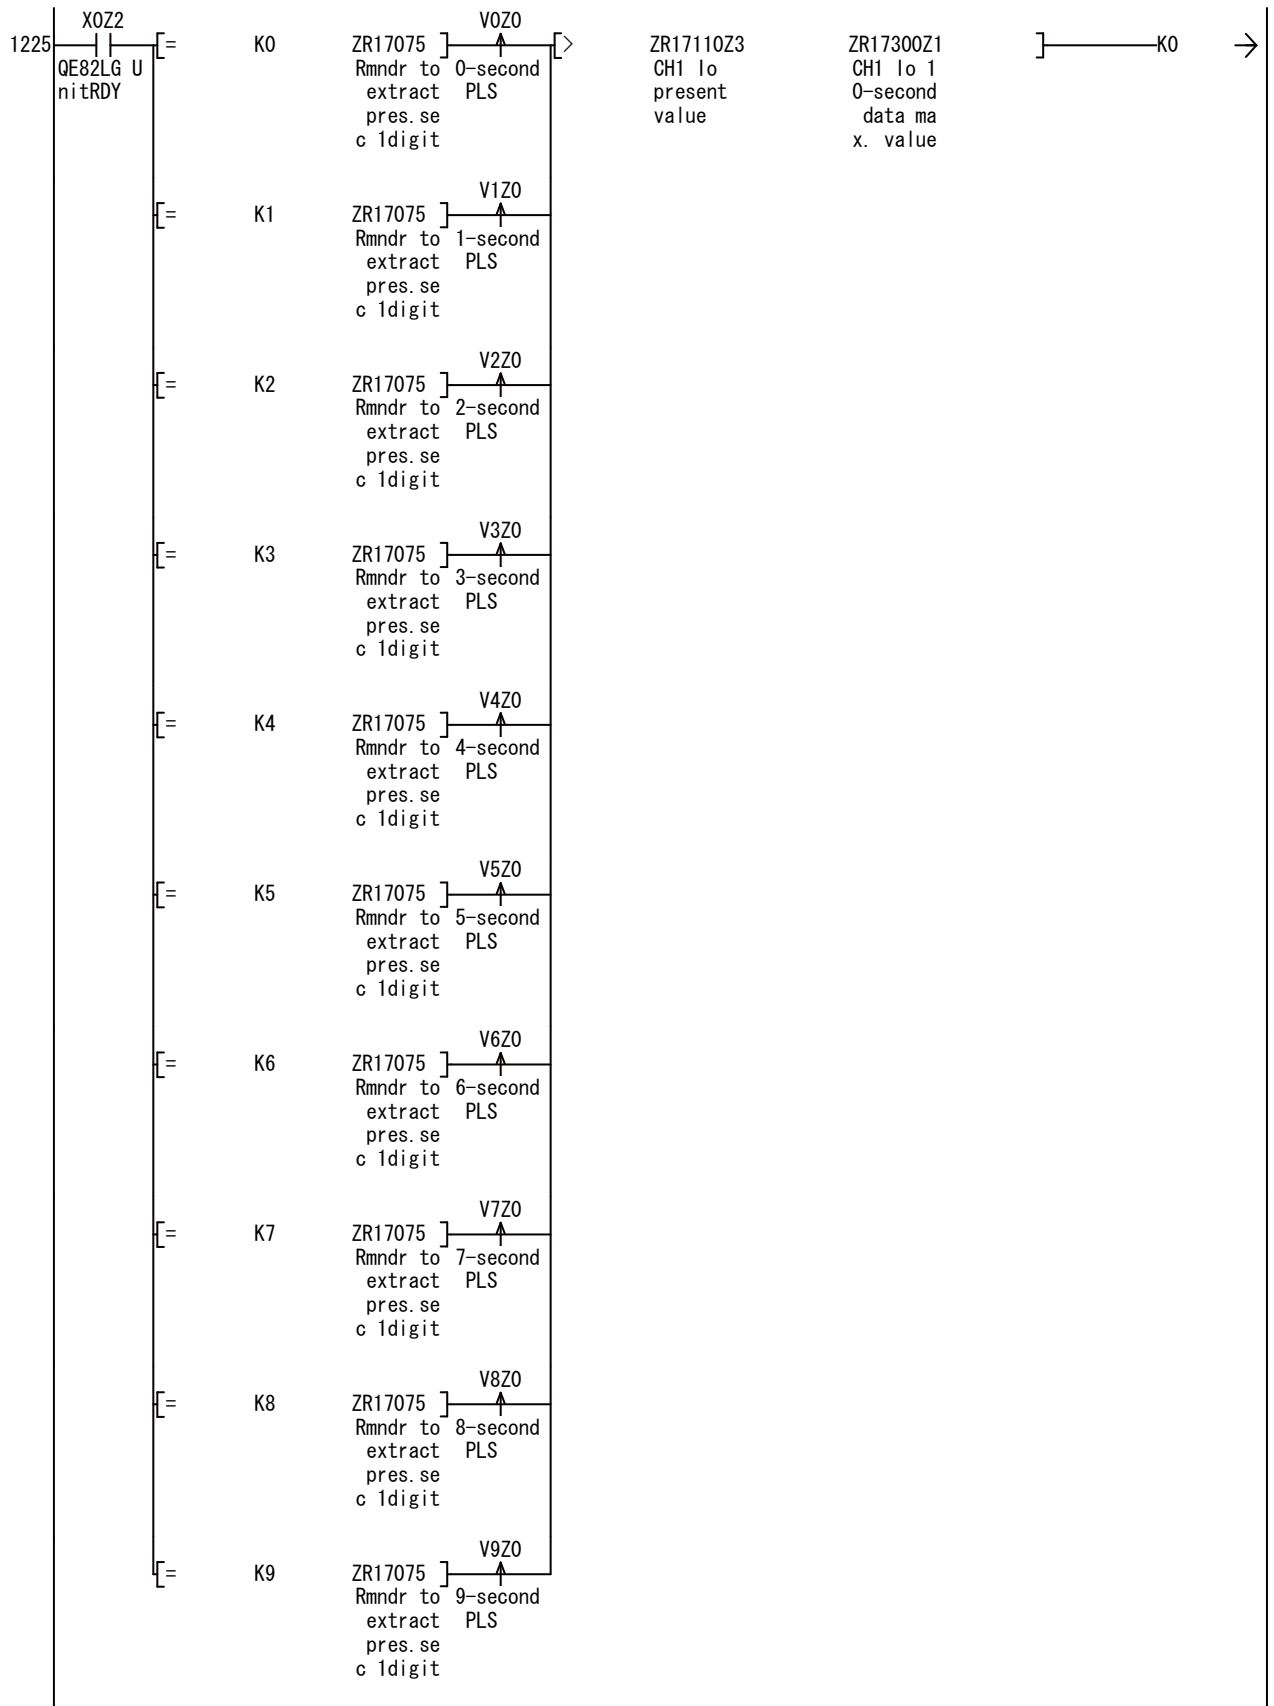 X0Z2 V0Z0
1225 [= K0 ZR17075 ] [> ZR17110Z3 ZR17300Z1 ] K0
QE82LG U Rmndr to 0-second CH1 Io CH1 Io 1
nitRDY extract PLS present 0-second
pres.se value data ma
c 1digit x. value
V1Z0
[= K1 ZR17075 ]
Rmndr to 1-second
extract PLS
pres.se
c 1digit
V2Z0
[= K2 ZR17075 ]
Rmndr to 2-second
extract PLS
pres.se
c 1digit
V3Z0
[= K3 ZR17075 ]
Rmndr to 3-second
extract PLS
pres.se
c 1digit
V4Z0
[= K4 ZR17075 ]
Rmndr to 4-second
extract PLS
pres.se
c 1digit
V5Z0
[= K5 ZR17075 ]
Rmndr to 5-second
extract PLS
pres.se
c 1digit
V6Z0
[= K6 ZR17075 ]
Rmndr to 6-second
extract PLS
pres.se
c 1digit
V7Z0
[= K7 ZR17075 ]
Rmndr to 7-second
extract PLS
pres.se
c 1digit
V8Z0
[= K8 ZR17075 ]
Rmndr to 8-second
extract PLS
pres.se
c 1digit
V9Z0
[= K9 ZR17075 ]
Rmndr to 9-second
extract PLS
pres.se
c 1digit